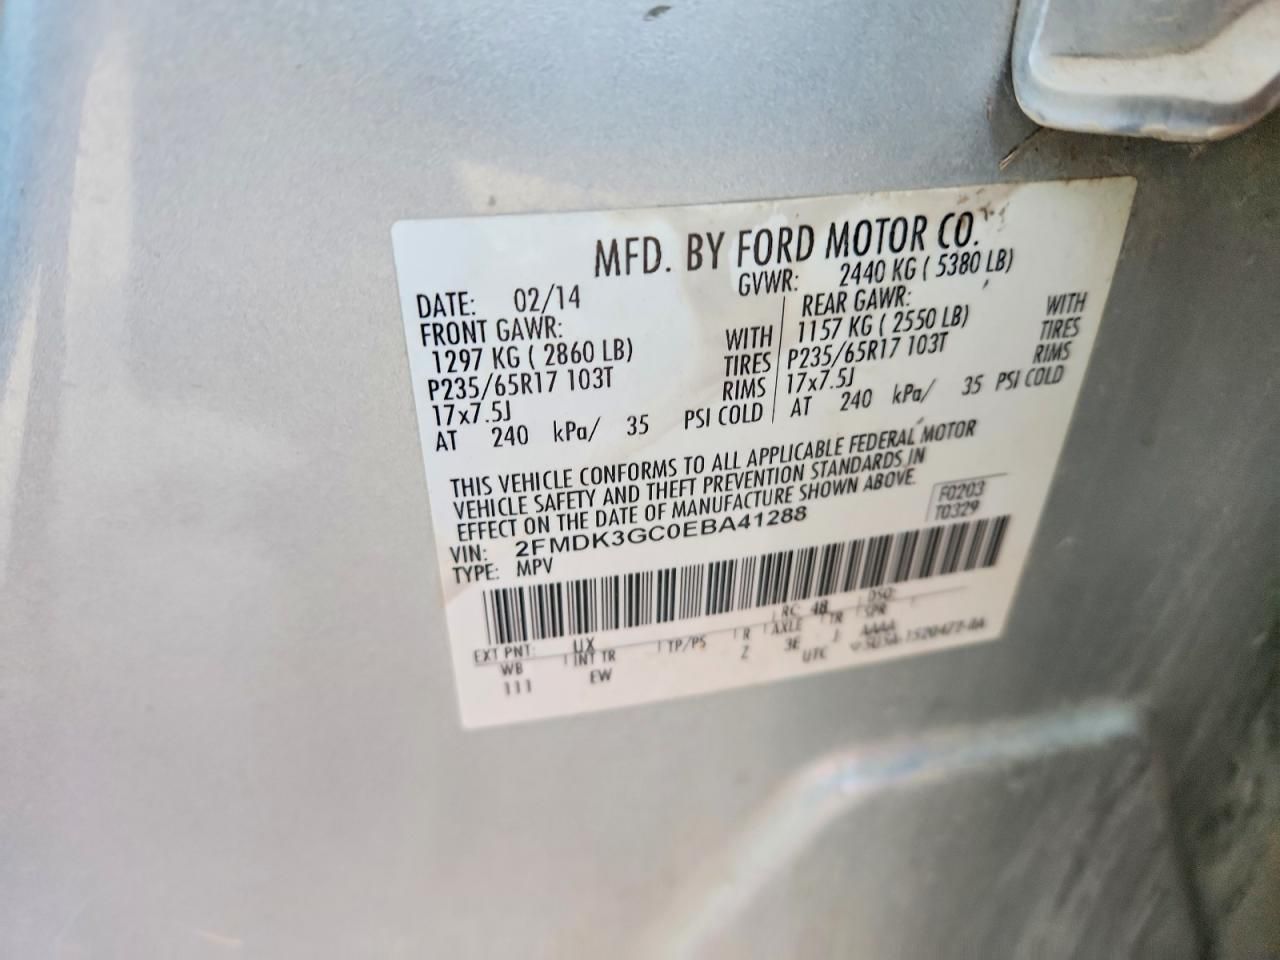 MFD. BY FORD MOTOR CO.
DATE: 02/14 GVWR: 2440 KG ( 5380 LB)
FRONT GAWR: REAR GAWR:
1297 KG ( 2860 LB) WITH 1157 KG ( 2550 LB) WITH
P235/65R17 103T TIRES P235/65R17 103T TIRES
17x7.5J RIMS 17x7.5J RIMS
AT 240 kPa/ 35 PSI COLD AT 240 kPa/ 35 PSI COLD
THIS VEHICLE CONFORMS TO ALL APPLICABLE FEDERAL MOTOR
VEHICLE SAFETY AND THEFT PREVENTION STANDARDS IN
EFFECT ON THE DATE OF MANUFACTURE SHOWN ABOVE.
F0203
T0329
VIN: 2FMDK3GC0EBA41288
TYPE: MPV
EXT PNT: UX RC: 48 DSO:
WB INT TR TP/PS R AXLE TR SPR
111 EW Z 3E J AAAA
UTC